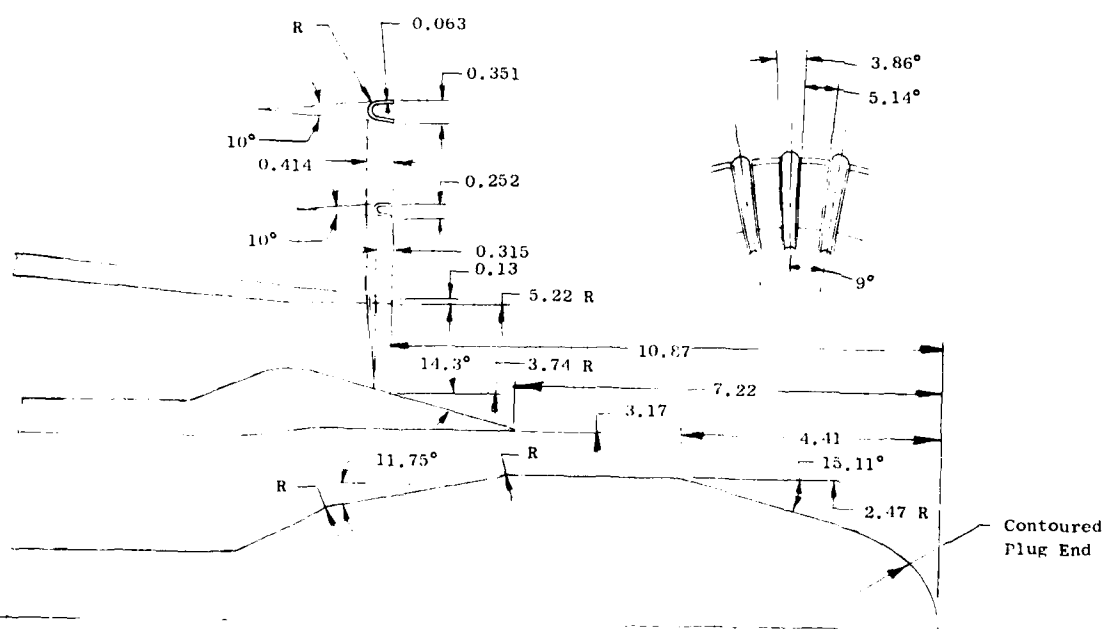 R
0.063
3.86°
0.351
5.14°
10°
0.414
0.252
10°
0.315
0.13
9°
5.22 R
10.87
14.3°
3.74 R
7.22
3.17
4.41
11.75°
R
15.11°
R
2.47 R
Contoured
Plug End